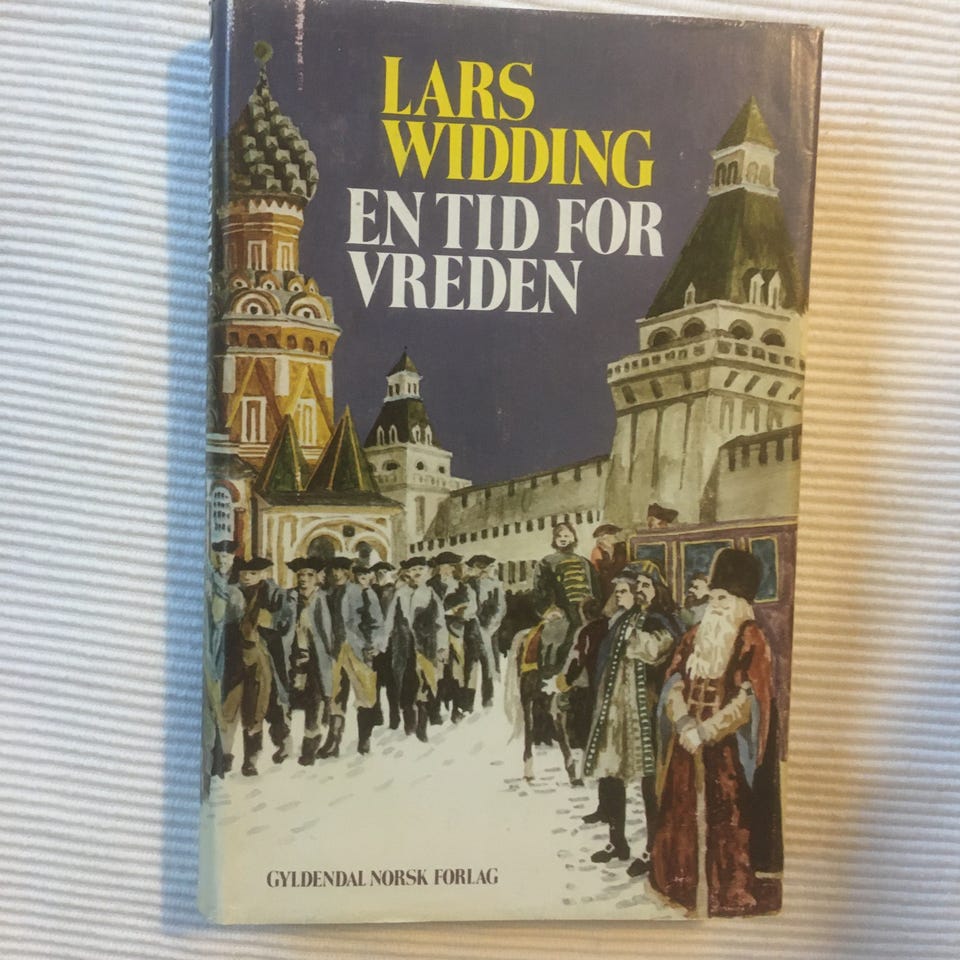 LARS
WIDDING
EN TID FOR
VREDEN
GYLDENDAL NORSK FORLAG